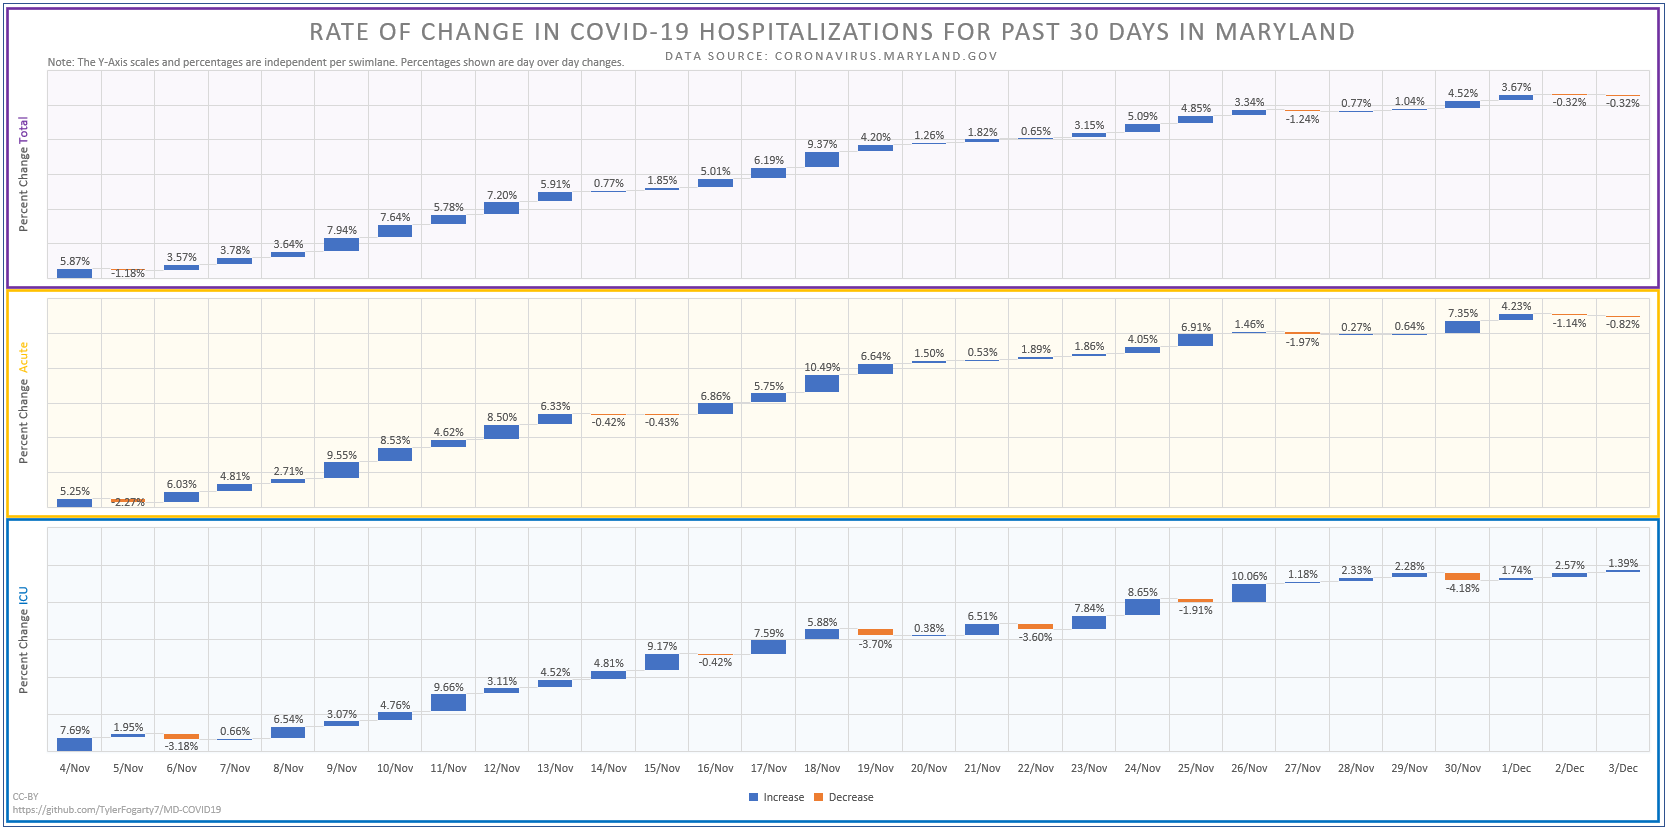 RATE OF CHANGE IN COVID-19 HOSPITALIZATIONS FOR PAST 30 DAYS IN MARYLAND
DATA SOURCE: CORONAVIRUS.MARYLAND.GOV
Note: The Y-Axis scales and percentages are independent per swimlane. Percentages shown are day over day changes.
Percent Change Total
5.87% -1.18% 3.57% 3.78% 3.64% 7.94% 7.64% 5.78% 7.20% 5.91% 0.77% 1.85% 5.01% 6.19% 9.37% 4.20% 1.26% 1.82% 0.65% 3.15% 5.09% 4.85% 3.34% -1.24% 0.77% 1.04% 4.52% 3.67% -0.32% -0.32%
Percent Change Acute
5.25% -2.27% 6.03% 4.81% 2.71% 9.55% 8.53% 4.62% 8.50% 6.33% -0.42% -0.43% 6.86% 5.75% 10.49% 6.64% 1.50% 0.53% 1.89% 1.86% 4.05% 6.91% 1.46% -1.97% 0.27% 0.64% 7.35% 4.23% -1.14% -0.82%
Percent Change ICU
7.69% 1.95% -3.18% 0.66% 6.54% 3.07% 4.76% 9.66% 3.11% 4.52% 4.81% 9.17% -0.42% 7.59% 5.88% -3.70% 0.38% 6.51% -3.60% 7.84% 8.65% -1.91% 10.06% 1.18% 2.33% 2.28% -4.18% 1.74% 2.57% 1.39%
4/Nov 5/Nov 6/Nov 7/Nov 8/Nov 9/Nov 10/Nov 11/Nov 12/Nov 13/Nov 14/Nov 15/Nov 16/Nov 17/Nov 18/Nov 19/Nov 20/Nov 21/Nov 22/Nov 23/Nov 24/Nov 25/Nov 26/Nov 27/Nov 28/Nov 29/Nov 30/Nov 1/Dec 2/Dec 3/Dec
Increase Decrease
CC-BY
https://github.com/TylerFogarty7/MD-COVID19